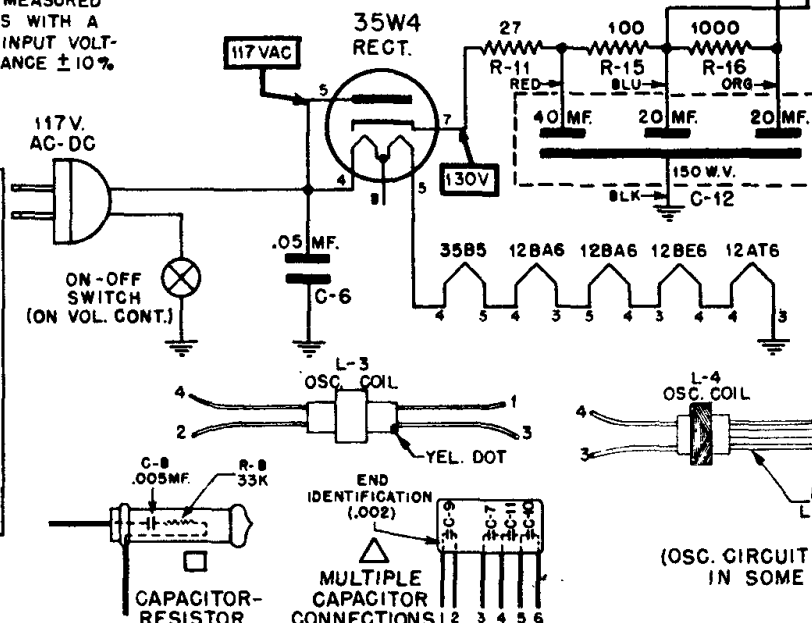 MEASURED
S WITH A
INPUT VOLT-
ANCE ± 10%
117 VAC
35W4
RECT.
5
7
4
8
5
130V
27
R-11
100
R-15
1000
R-16
RED
BLU
ORG
40 MF.
20 MF.
20 MF.
150 W.V.
BLK
C-12
117 V.
AC-DC
ON-OFF
SWITCH
(ON VOL. CONT.)
.05 MF.
C-6
35B5
12BA6
12BA6
12BE6
12AT6
4 5 4 3 5 4 3 4 4 3
L-3
OSC. COIL
4
2
1
3
YEL. DOT
L-4
OSC. COIL
4
3
L
C-8
.005MF.
R-8
33K
CAPACITOR-
RESISTOR
END
IDENTIFICATION
(.002)
C-9
C-7
C-11
C-10
MULTIPLE
CAPACITOR
CONNECTIONS
1 2 3 4 5 6
(OSC. CIRCUIT
IN SOME